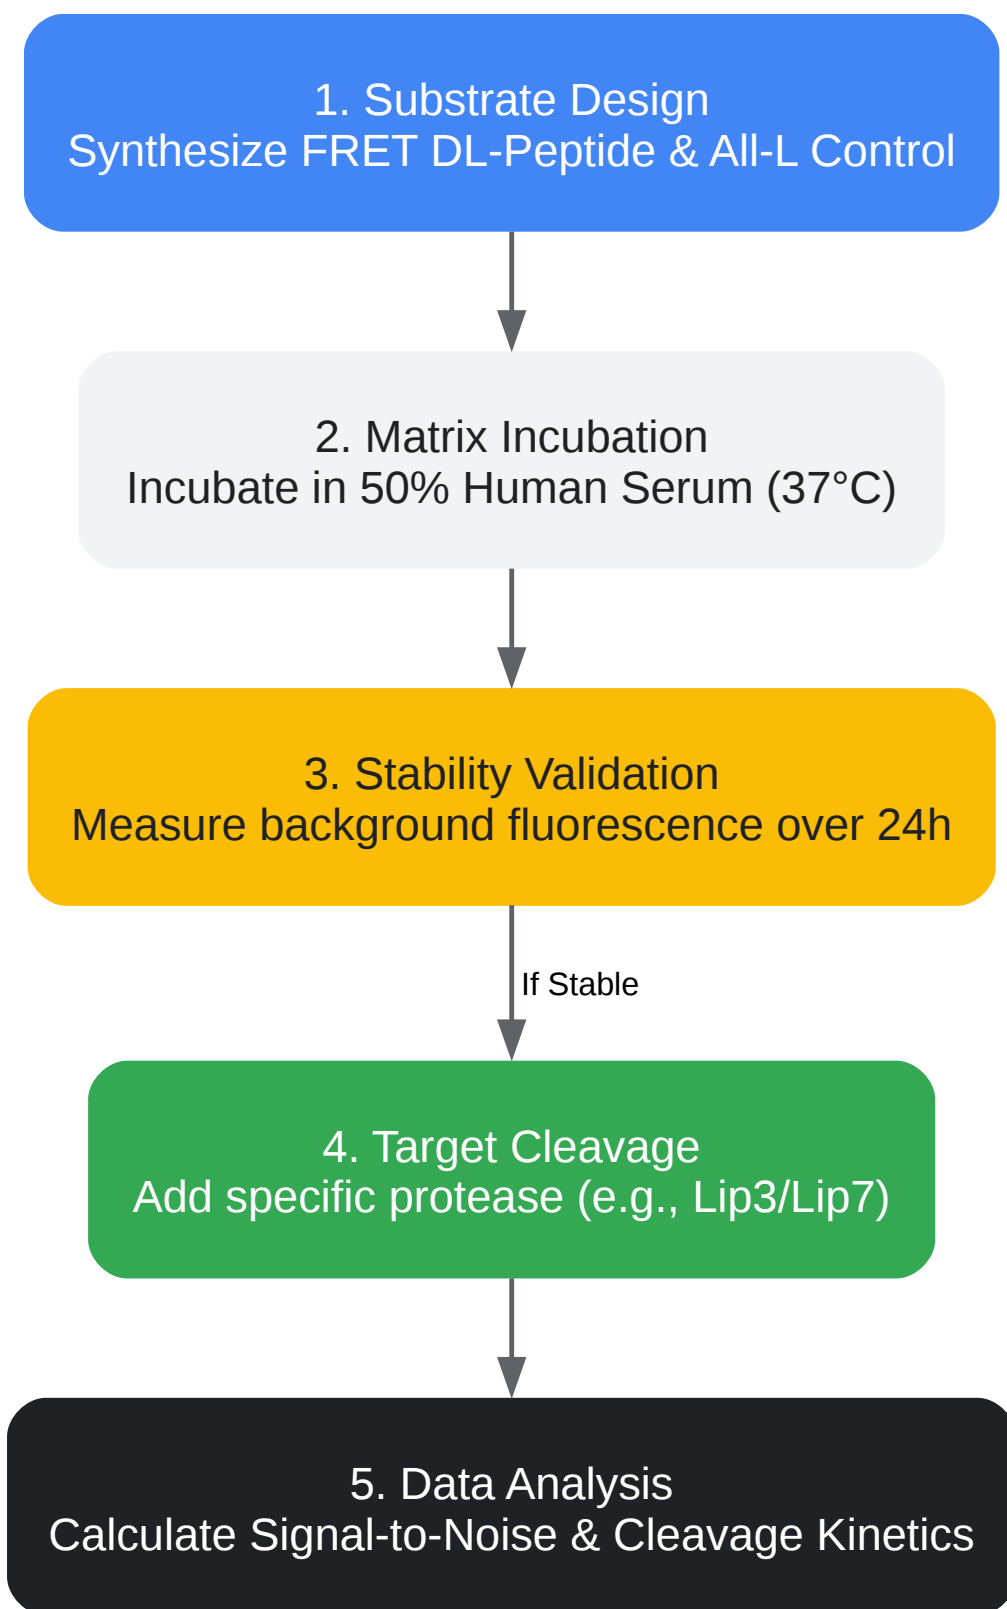 1. Substrate Design
Synthesize FRET DL-Peptide & All-L Control
2. Matrix Incubation
Incubate in 50% Human Serum (37°C)
3. Stability Validation
Measure background fluorescence over 24h
If Stable
4. Target Cleavage
Add specific protease (e.g., Lip3/Lip7)
5. Data Analysis
Calculate Signal-to-Noise & Cleavage Kinetics